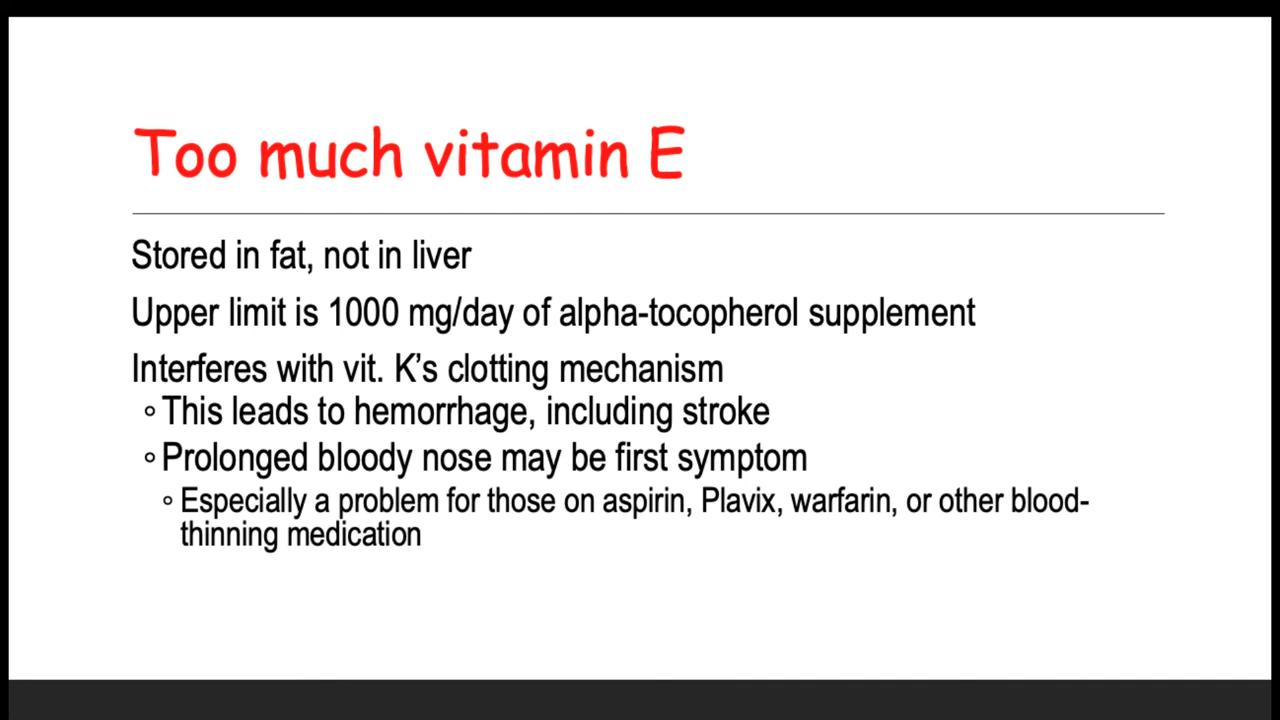 Too much vitamin E
Stored in fat, not in liver
Upper limit is 1000 mg/day of alpha-tocopherol supplement
Interferes with vit. K’s clotting mechanism
◦ This leads to hemorrhage, including stroke
◦ Prolonged bloody nose may be first symptom
◦ Especially a problem for those on aspirin, Plavix, warfarin, or other blood-
thinning medication